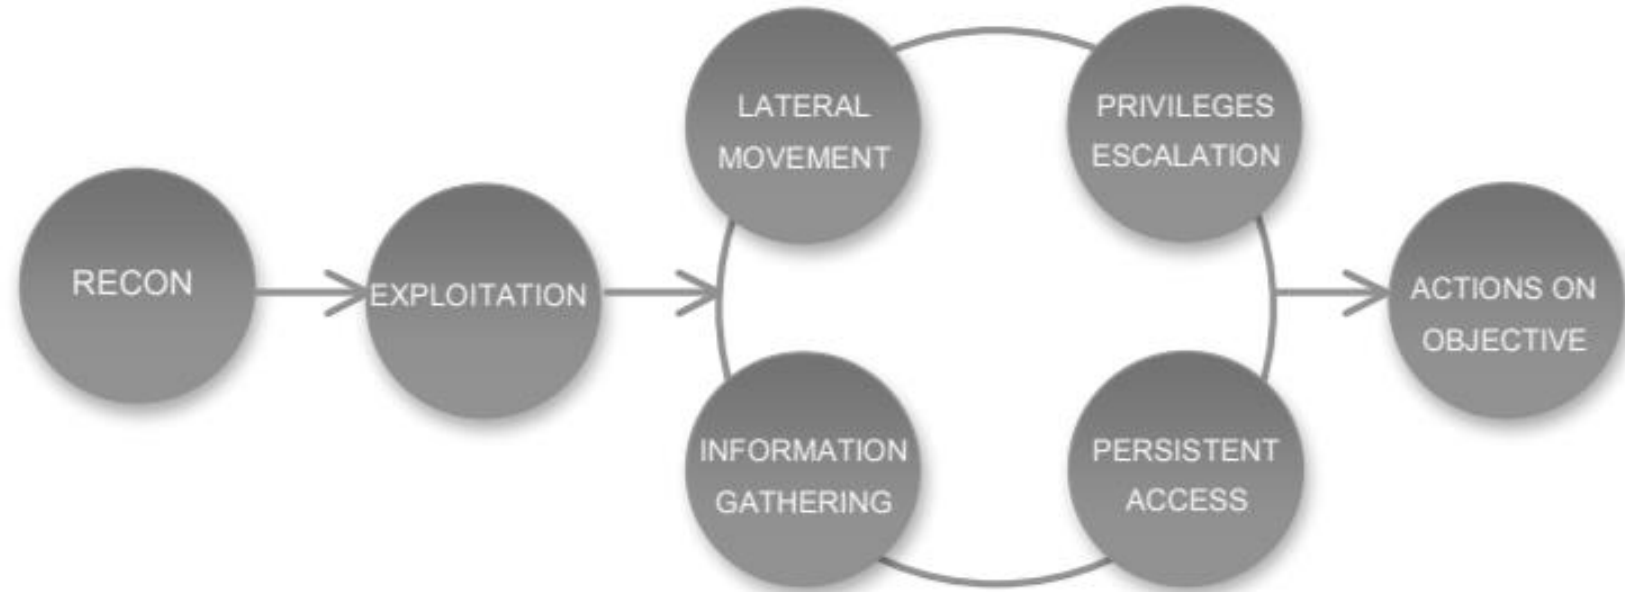 RECON
EXPLOITATION
LATERAL
MOVEMENT
PRIVILEGES
ESCALATION
INFORMATION
GATHERING
PERSISTENT
ACCESS
ACTIONS ON
OBJECTIVE